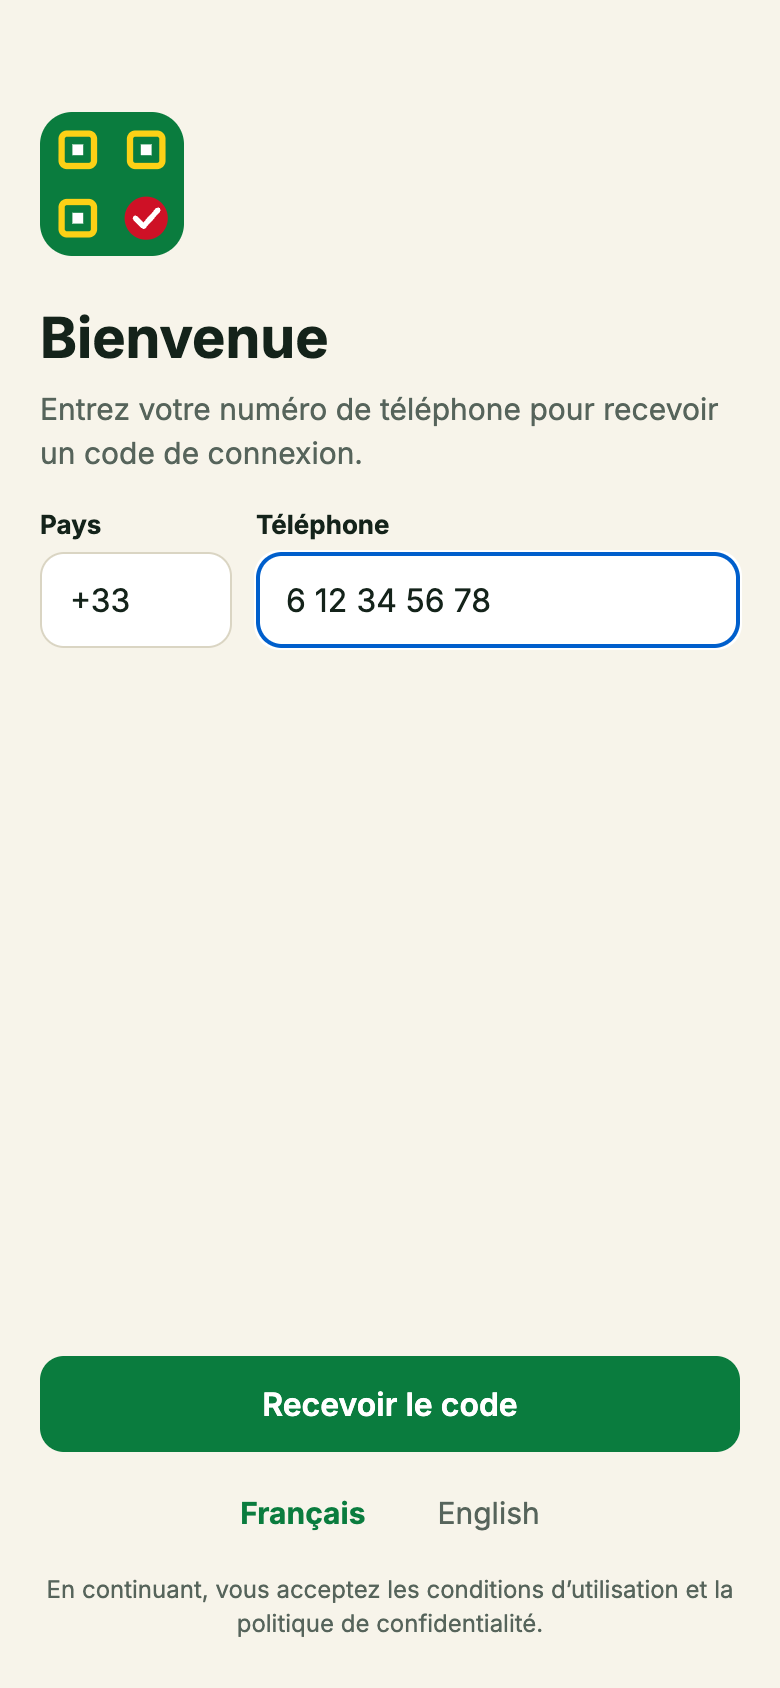 Bienvenue
Entrez votre numéro de téléphone pour recevoir
un code de connexion.
Pays
Téléphone
+33
6 12 34 56 78
Recevoir le code
Français
English
En continuant, vous acceptez les conditions d’utilisation et la
politique de confidentialité.